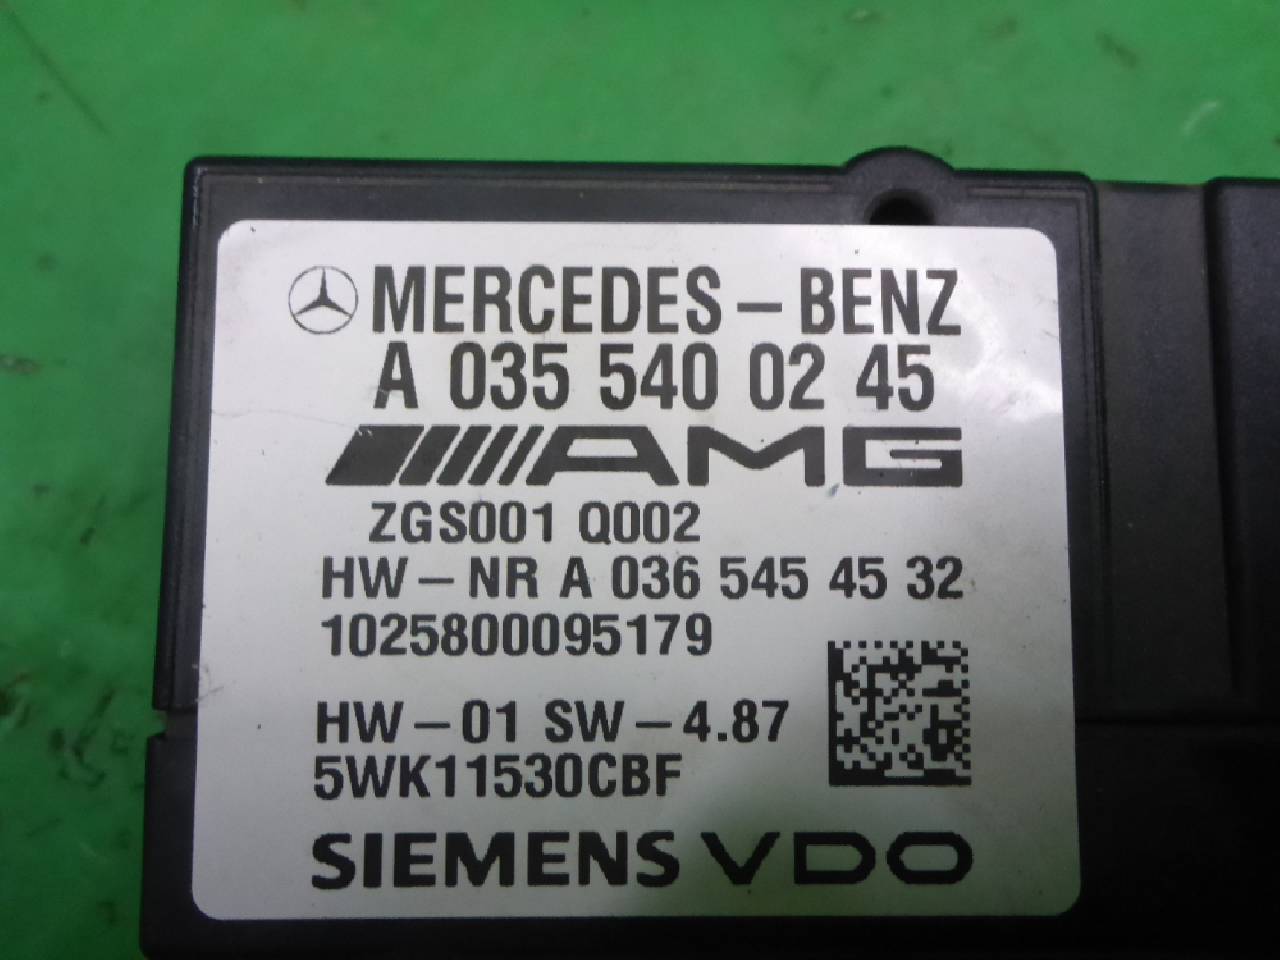 MERCEDES-BENZ
A 035 540 02 45
AMG
ZGS001 Q002
HW-NR A 036 545 45 32
1025800095179
HW-01 SW-4.87
5WK11530CBF
SIEMENS VDO